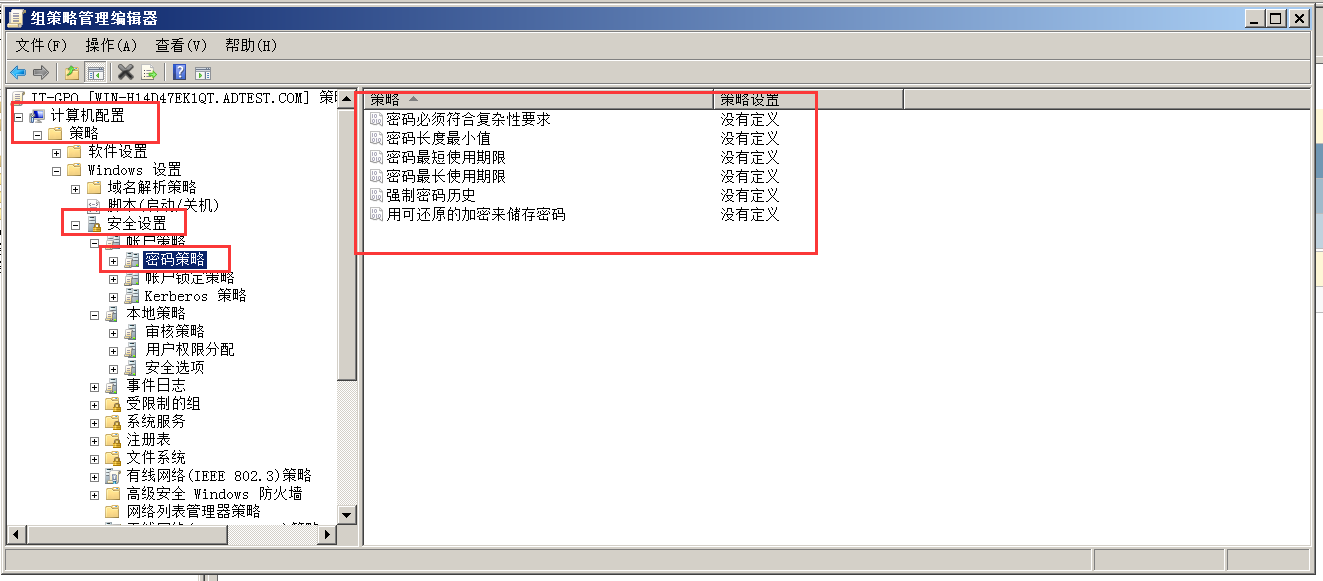 组策略管理编辑器
文件(F) 操作(A) 查看(V) 帮助(H)
IT-GPO [WIN-H14D47EK1QT.ADTEST.COM] 策
计算机配置
策略
软件设置
Windows 设置
域名解析策略
脚本(启动/关机)
安全设置
帐户策略
密码策略
帐户锁定策略
Kerberos 策略
本地策略
审核策略
用户权限分配
安全选项
事件日志
受限制的组
系统服务
注册表
文件系统
有线网络(IEEE 802.3)策略
高级安全 Windows 防火墙
网络列表管理器策略
策略 策略设置
密码必须符合复杂性要求 没有定义
密码长度最小值 没有定义
密码最短使用期限 没有定义
密码最长使用期限 没有定义
强制密码历史 没有定义
用可还原的加密来储存密码 没有定义